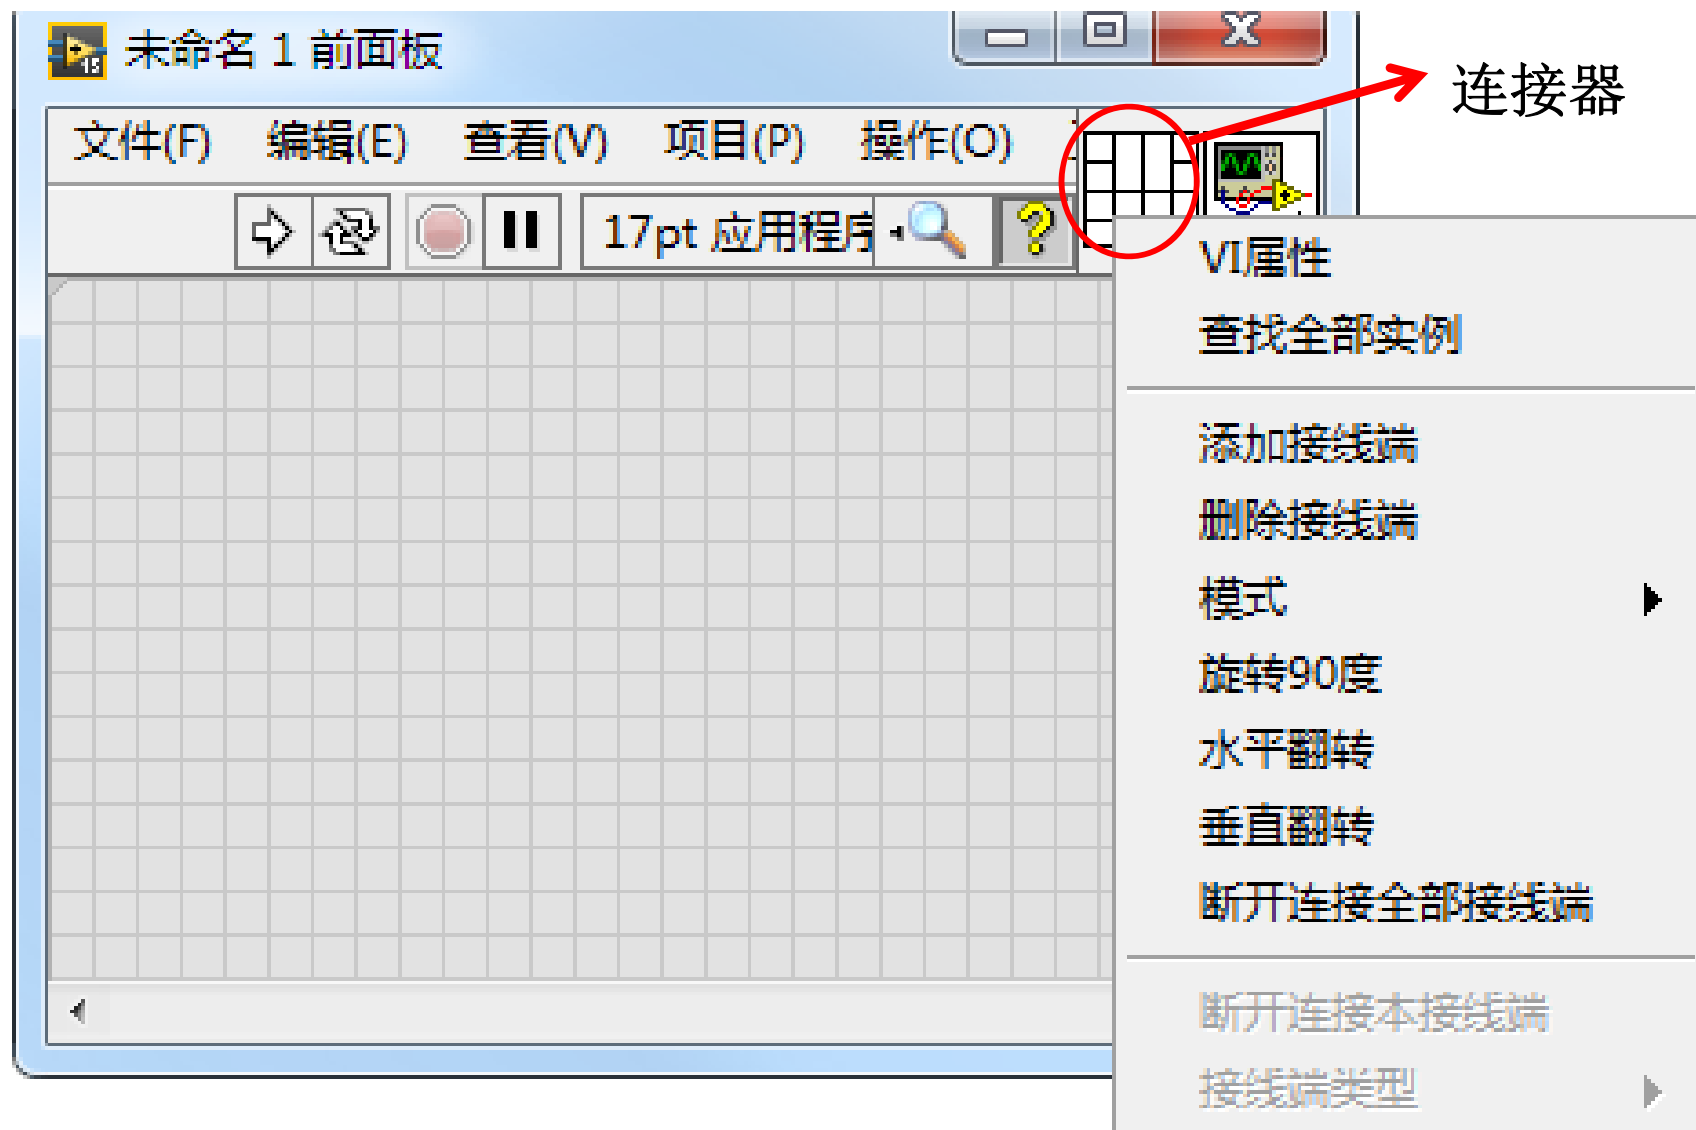 未命名 1 前面板
连接器
文件(F) 编辑(E) 查看(V) 项目(P) 操作(O)
17pt 应用程序
VI属性
查找全部实例
添加接线端
删除接线端
模式
旋转90度
水平翻转
垂直翻转
断开连接全部接线端
断开连接本接线端
接线端类型